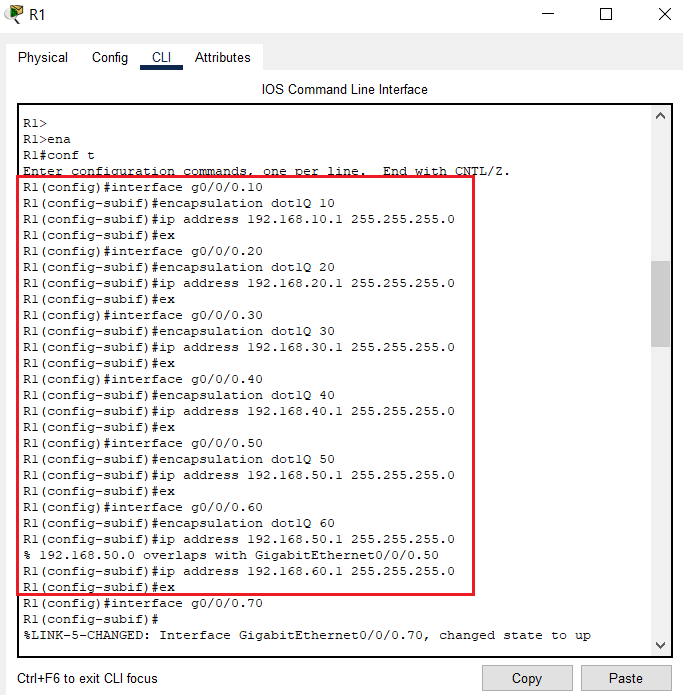 R1
Physical Config CLI Attributes
IOS Command Line Interface
R1>
R1>ena
R1#conf t
Enter configuration commands, one per line.  End with CNTL/Z.
R1(config)#interface g0/0/0.10
R1(config-subif)#encapsulation dot1Q 10
R1(config-subif)#ip address 192.168.10.1 255.255.255.0
R1(config-subif)#ex
R1(config)#interface g0/0/0.20
R1(config-subif)#encapsulation dot1Q 20
R1(config-subif)#ip address 192.168.20.1 255.255.255.0
R1(config-subif)#ex
R1(config)#interface g0/0/0.30
R1(config-subif)#encapsulation dot1Q 30
R1(config-subif)#ip address 192.168.30.1 255.255.255.0
R1(config-subif)#ex
R1(config)#interface g0/0/0.40
R1(config-subif)#encapsulation dot1Q 40
R1(config-subif)#ip address 192.168.40.1 255.255.255.0
R1(config-subif)#ex
R1(config)#interface g0/0/0.50
R1(config-subif)#encapsulation dot1Q 50
R1(config-subif)#ip address 192.168.50.1 255.255.255.0
R1(config-subif)#ex
R1(config)#interface g0/0/0.60
R1(config-subif)#encapsulation dot1Q 60
R1(config-subif)#ip address 192.168.50.1 255.255.255.0
% 192.168.50.0 overlaps with GigabitEthernet0/0/0.50
R1(config-subif)#ip address 192.168.60.1 255.255.255.0
R1(config-subif)#ex
R1(config)#interface g0/0/0.70
R1(config-subif)#
%LINK-5-CHANGED: Interface GigabitEthernet0/0/0.70, changed state to up
Ctrl+F6 to exit CLI focus
Copy Paste